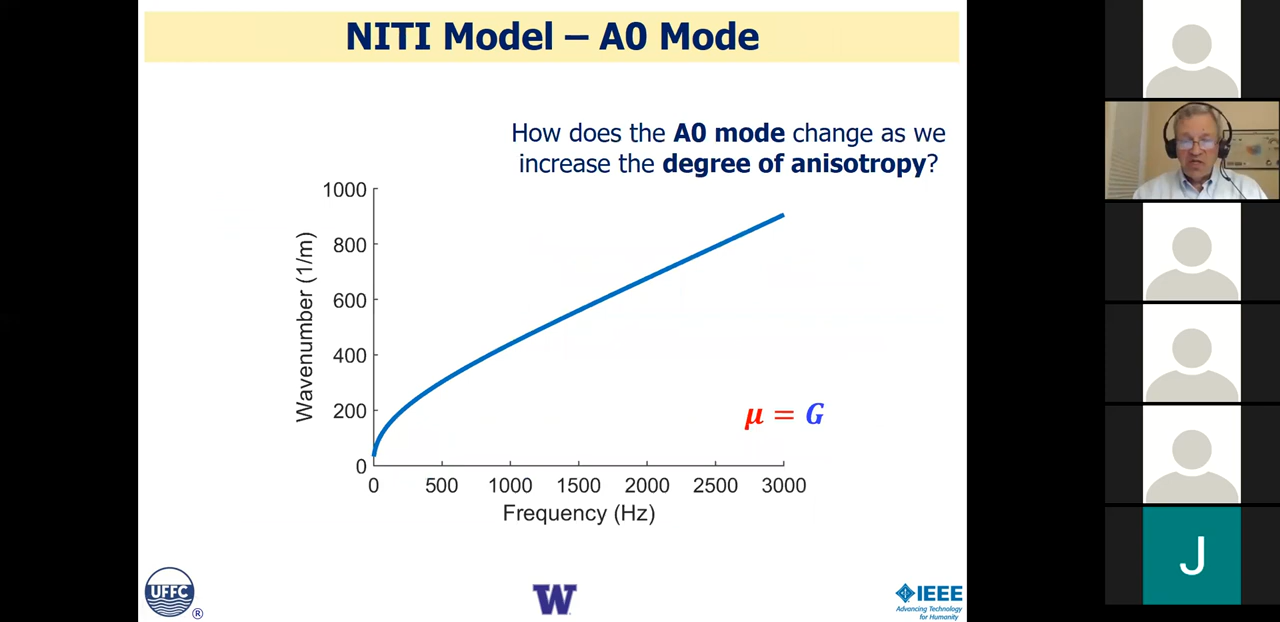 NITI Model – A0 Mode
How does the A0 mode change as we
increase the degree of anisotropy?
1000
800
600
400
200
0
Wavenumber (1/m)
0 500 1000 1500 2000 2500 3000
Frequency (Hz)
μ = G
UFFC
®
W
IEEE
Advancing Technology
for Humanity
J